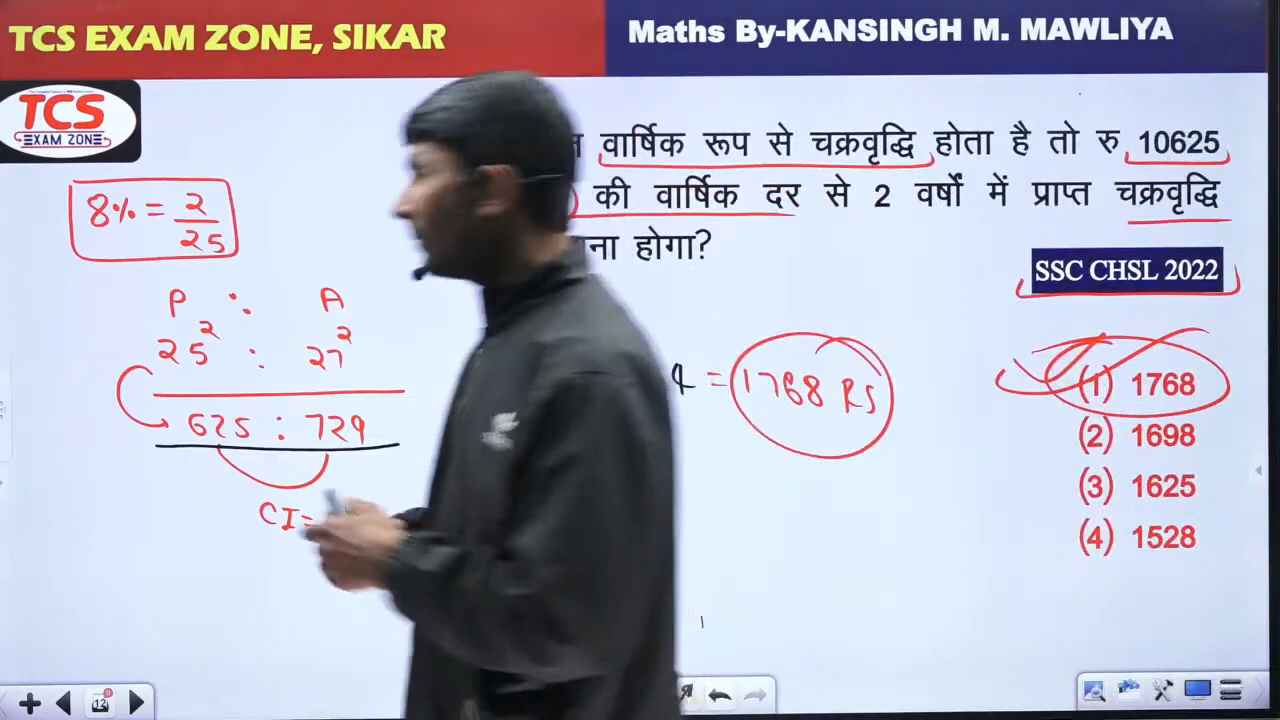 TCS EXAM ZONE, SIKAR
Maths By-KANSINGH M. MAWLIYA
TCS
EXAM ZONE
वार्षिक रूप से चक्रवृद्धि होता है तो रु 10625
की वार्षिक दर से 2 वर्षों में प्राप्त चक्रवृद्धि
होगा?
SSC CHSL 2022
8% = 2/25
P : A
25² : 27²
625 : 729
CI=
= 1768 RS
(1) 1768
(2) 1698
(3) 1625
(4) 1528
12